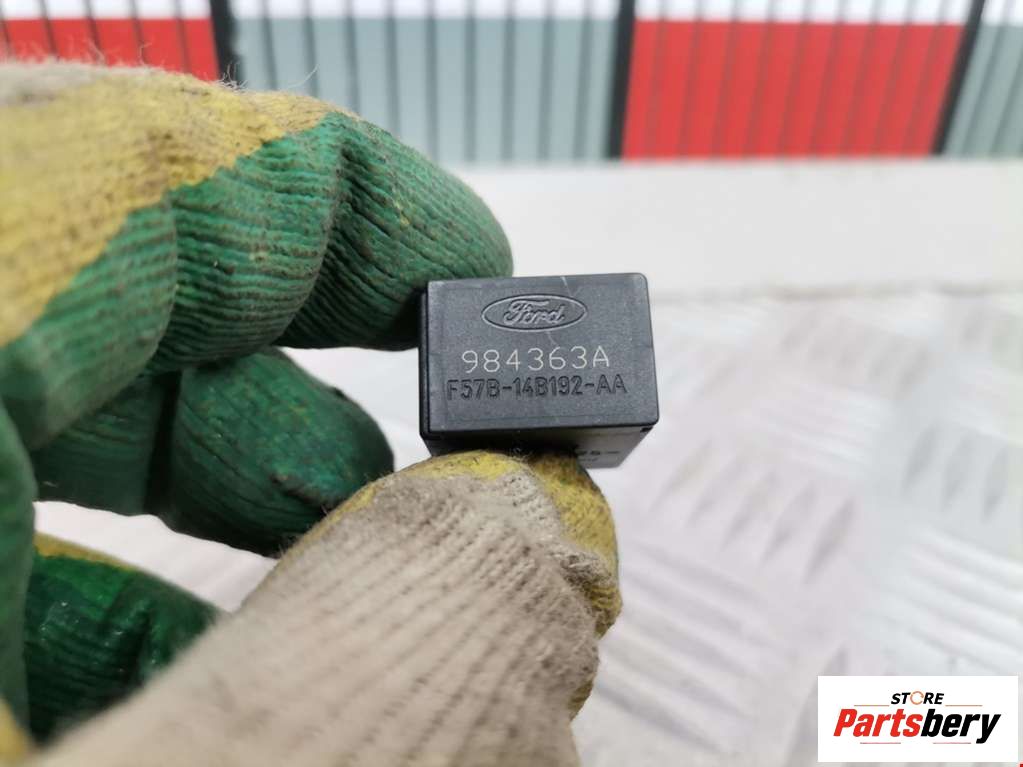 Ford
984363A
F57B-14B192-AA
STORE
Partsbery